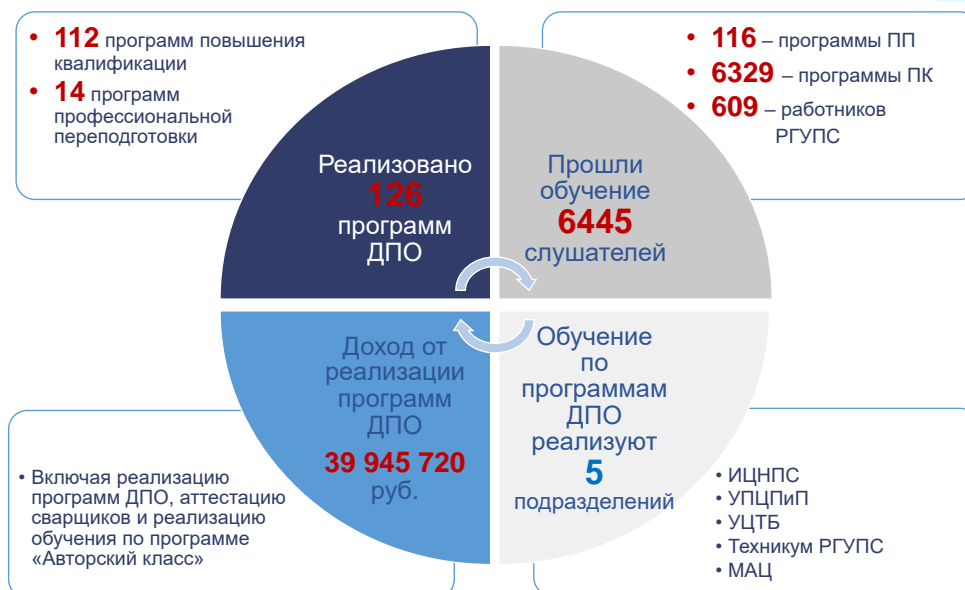 • 112 программ повышения
квалификации
• 14 программ
профессиональной
переподготовки
• 116 – программы ПП
• 6329 – программы ПК
• 609 – работников
РГУПС
Реализовано
126
программ
ДПО
Прошли
обучение
6445
слушателей
Доход от
реализации
программ
ДПО
39 945 720
руб.
Обучение
по
программам
ДПО
реализуют
5
подразделений
• Включая реализацию
программ ДПО, аттестацию
сварщиков и реализацию
обучения по программе
«Авторский класс»
• ИЦНПС
• УПЦПиП
• УЦТБ
• Техникум РГУПС
• МАЦ